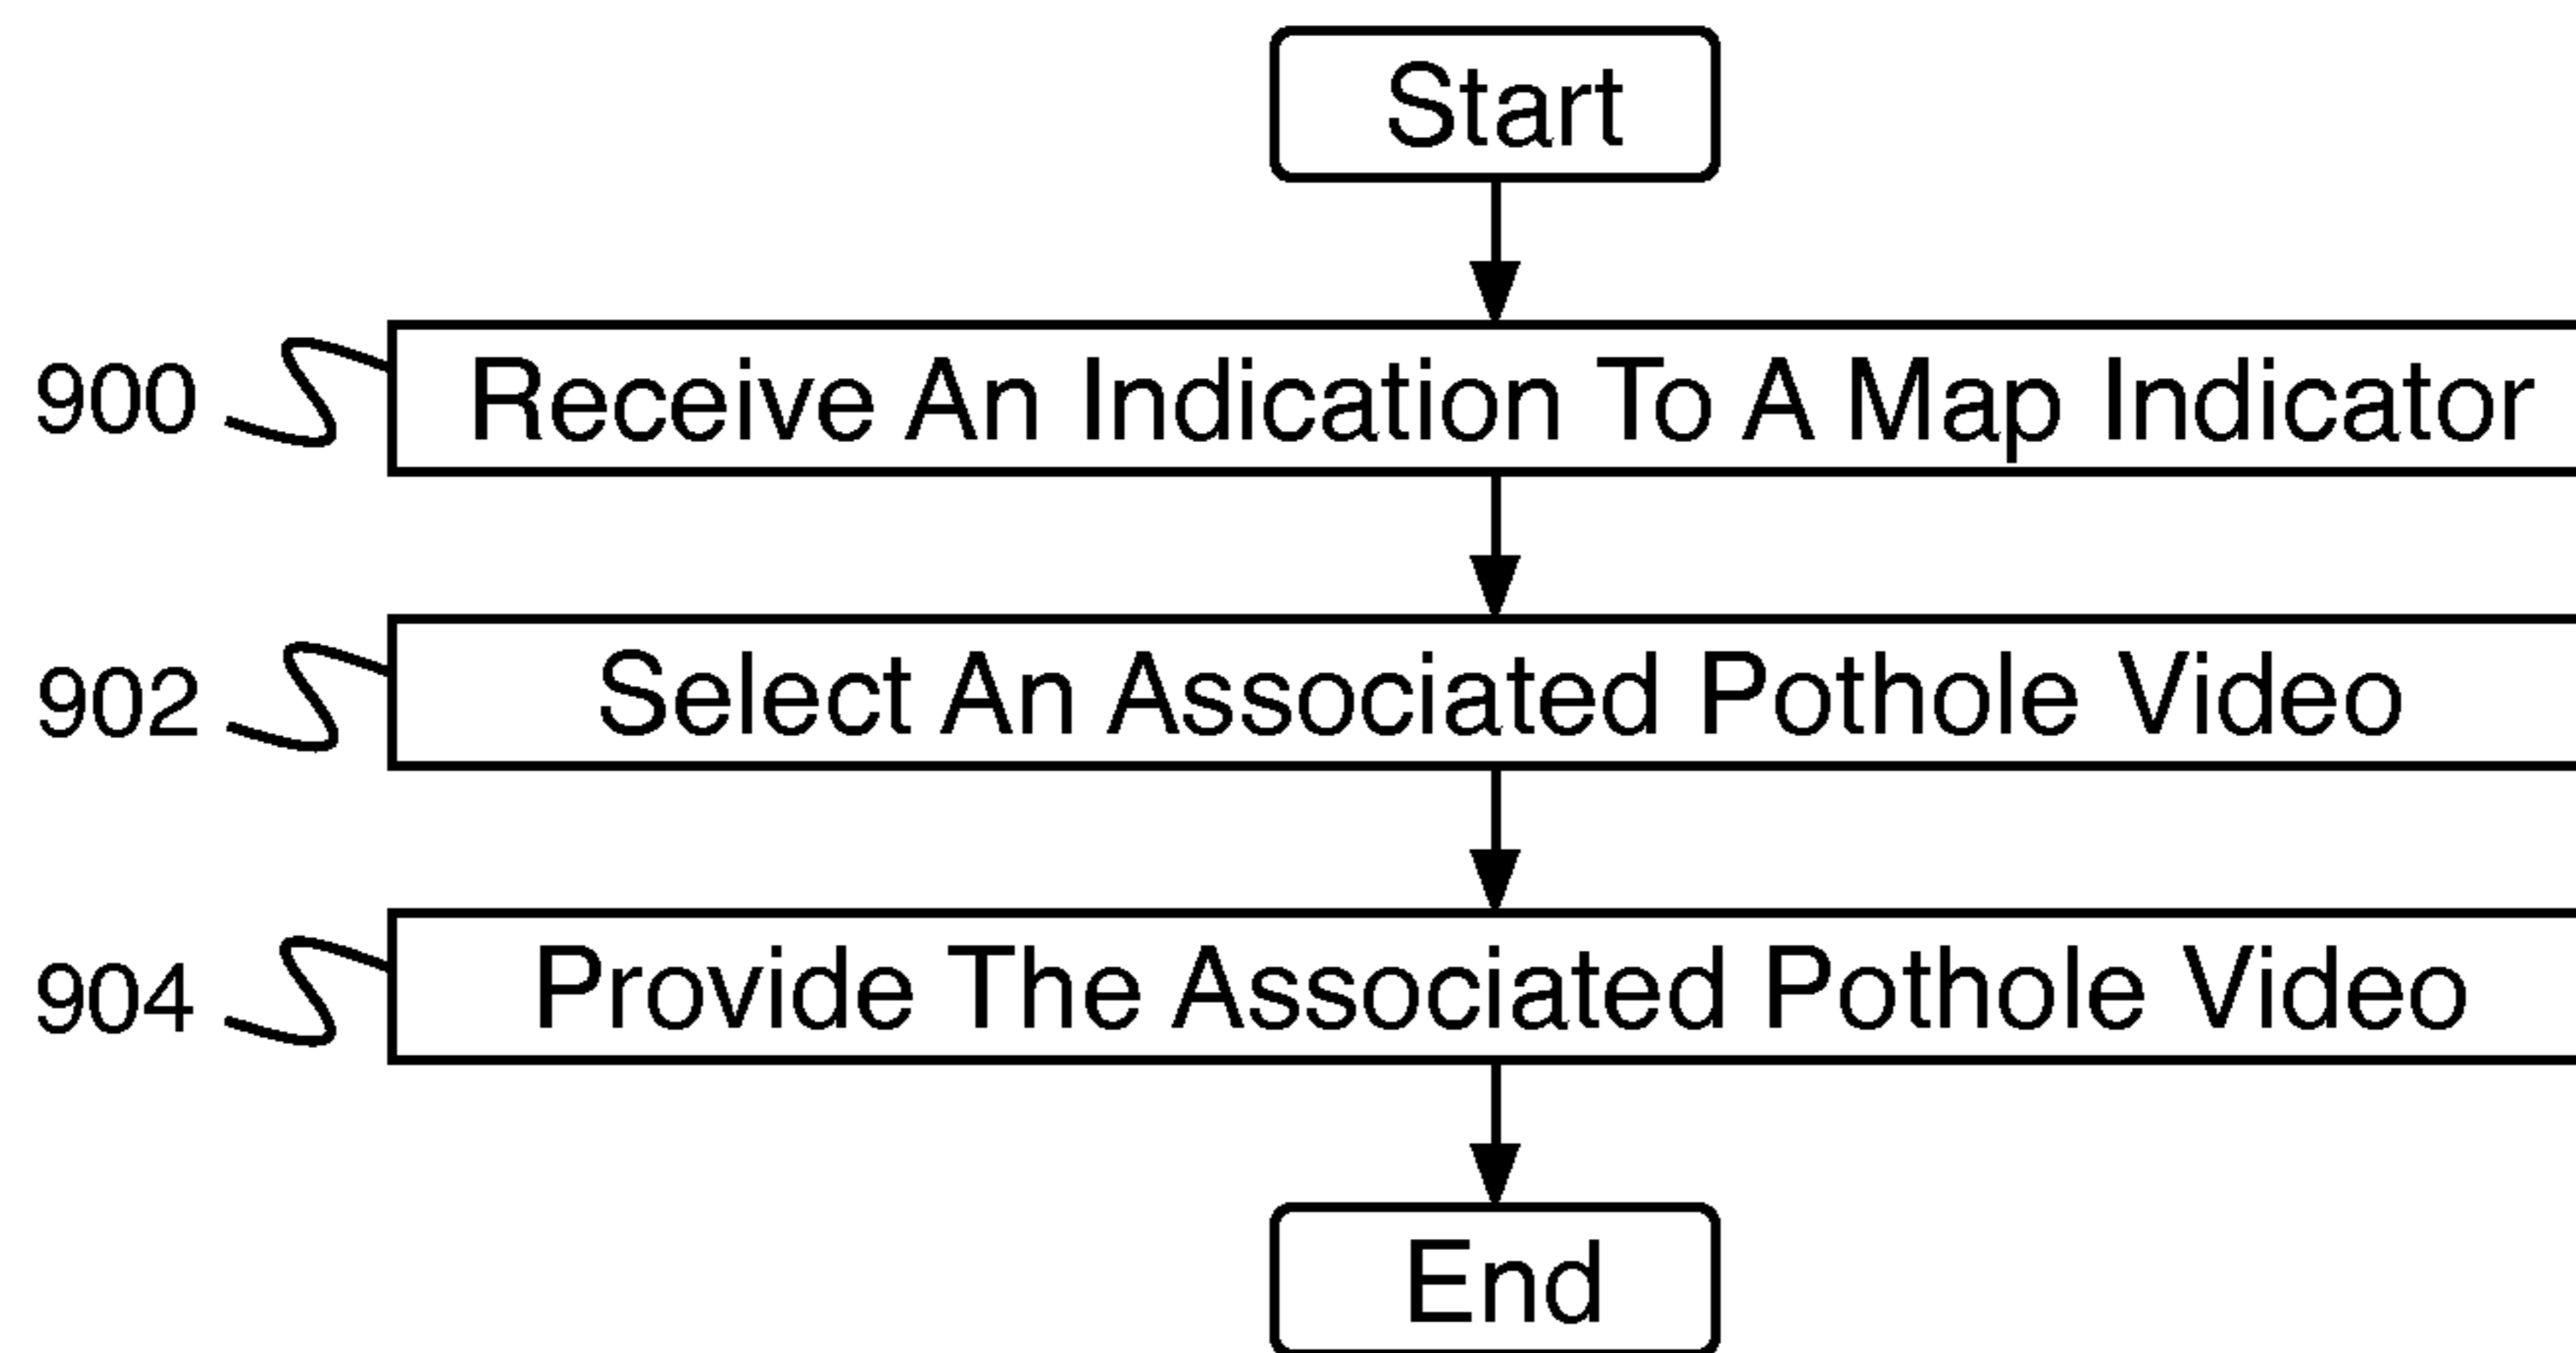 Start
900 Receive An Indication To A Map Indicator
902 Select An Associated Pothole Video
904 Provide The Associated Pothole Video
End